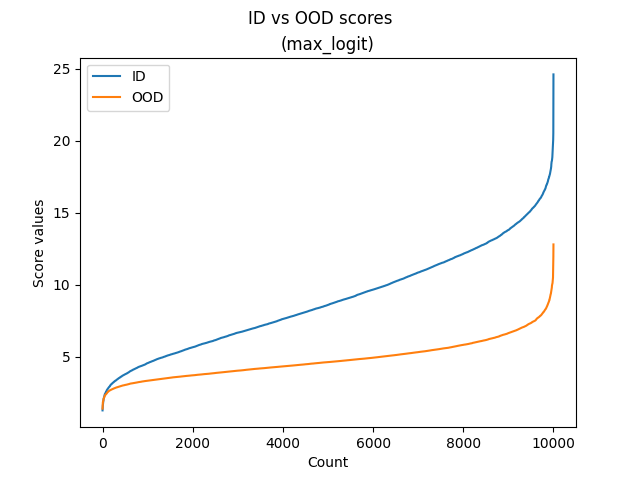 ID vs OOD scores
(max_logit)
ID
OOD
25
20
15
10
5
Score values
0
2000
4000
6000
8000
10000
Count